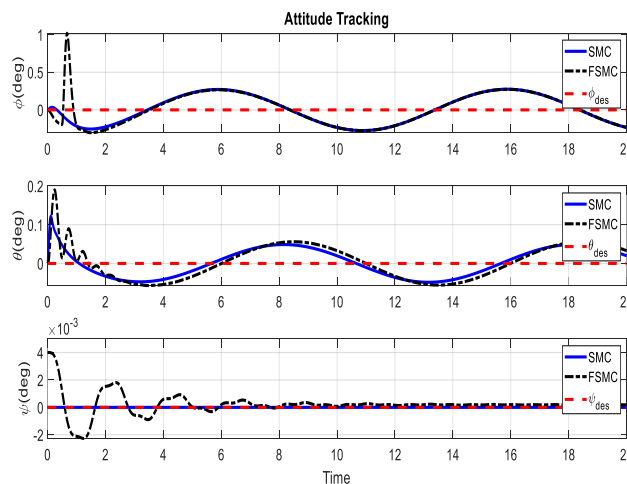 Attitude Tracking
1
0.5
0
ϕ(deg)
SMC
FSMC
ϕdes
0 2 4 6 8 10 12 14 16 18 20
0.2
0.1
0
θ(deg)
SMC
FSMC
θdes
0 2 4 6 8 10 12 14 16 18 20
×10-3
4
2
0
-2
ψ(deg)
SMC
FSMC
ψdes
0 2 4 6 8 10 12 14 16 18 20
Time